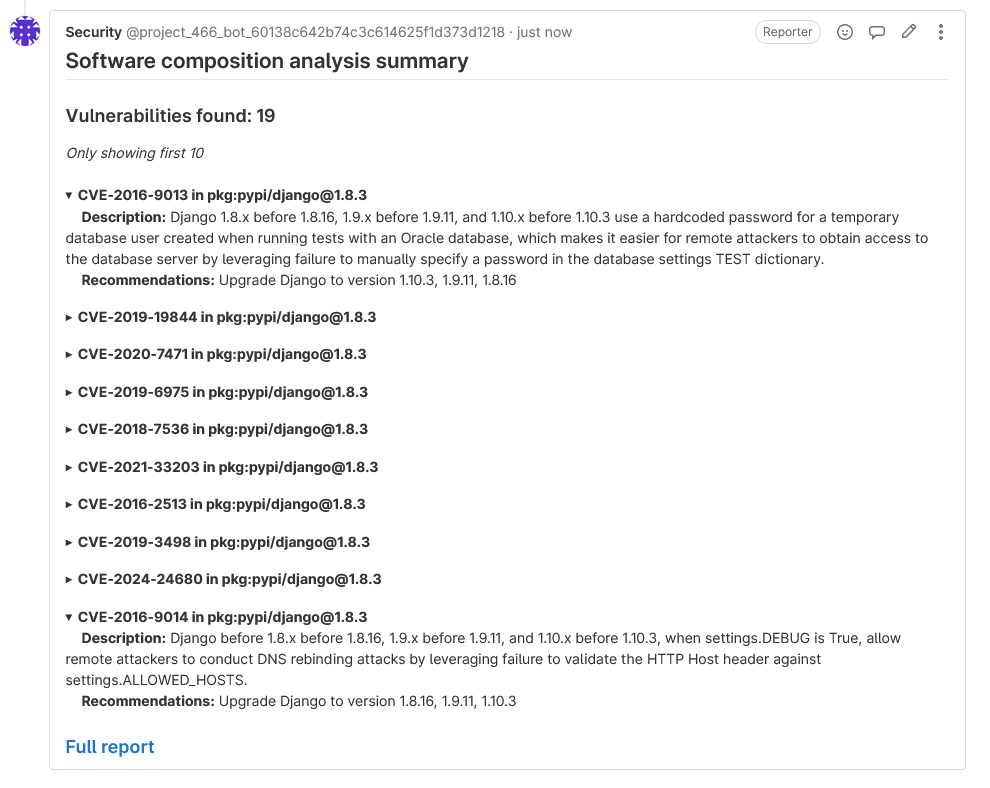 Security @project_466_bot_60138c642b74c3c614625f1d373d1218 · just now
Reporter
Software composition analysis summary
Vulnerabilities found: 19
Only showing first 10
▾ CVE-2016-9013 in pkg:pypi/django@1.8.3
Description: Django 1.8.x before 1.8.16, 1.9.x before 1.9.11, and 1.10.x before 1.10.3 use a hardcoded password for a temporary
database user created when running tests with an Oracle database, which makes it easier for remote attackers to obtain access to
the database server by leveraging failure to manually specify a password in the database settings TEST dictionary.
Recommendations: Upgrade Django to version 1.10.3, 1.9.11, 1.8.16
▸ CVE-2019-19844 in pkg:pypi/django@1.8.3
▸ CVE-2020-7471 in pkg:pypi/django@1.8.3
▸ CVE-2019-6975 in pkg:pypi/django@1.8.3
▸ CVE-2018-7536 in pkg:pypi/django@1.8.3
▸ CVE-2021-33203 in pkg:pypi/django@1.8.3
▸ CVE-2016-2513 in pkg:pypi/django@1.8.3
▸ CVE-2019-3498 in pkg:pypi/django@1.8.3
▸ CVE-2024-24680 in pkg:pypi/django@1.8.3
▾ CVE-2016-9014 in pkg:pypi/django@1.8.3
Description: Django before 1.8.x before 1.8.16, 1.9.x before 1.9.11, and 1.10.x before 1.10.3, when settings.DEBUG is True, allow
remote attackers to conduct DNS rebinding attacks by leveraging failure to validate the HTTP Host header against
settings.ALLOWED_HOSTS.
Recommendations: Upgrade Django to version 1.8.16, 1.9.11, 1.10.3
Full report